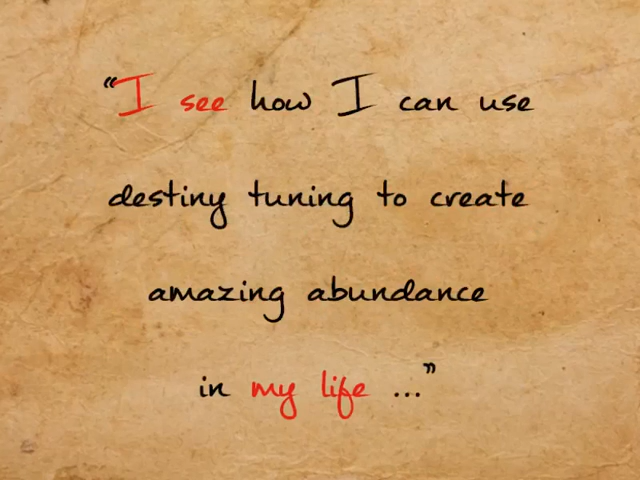 “I see how I can use
destiny tuning to create
amazing abundance
in my life ...”